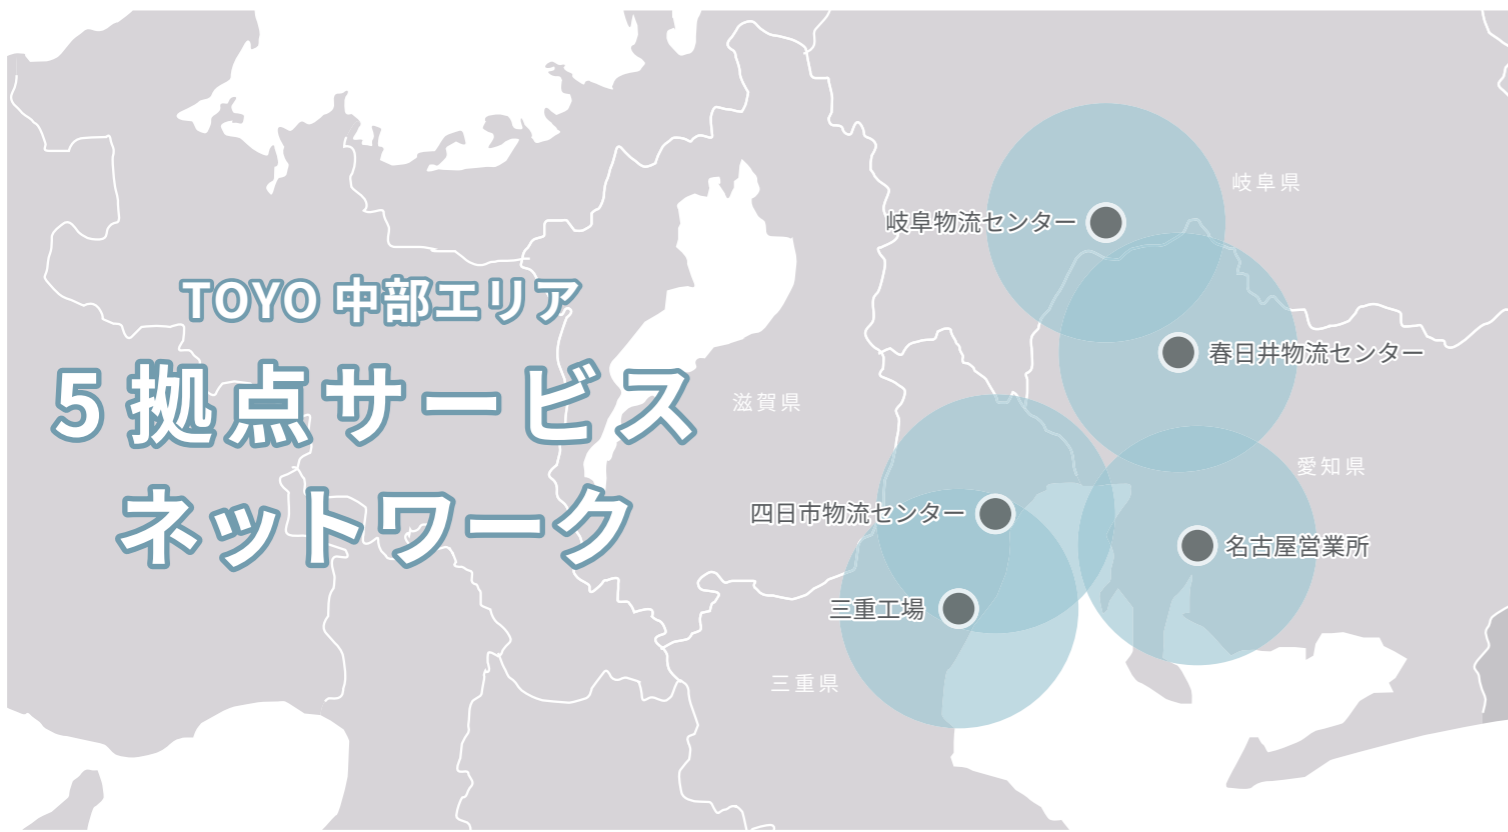 TOYO 中部エリア
5拠点サービス
ネットワーク
岐阜県
岐阜物流センター
春日井物流センター
滋賀県
愛知県
四日市物流センター
名古屋営業所
三重工場
三重県